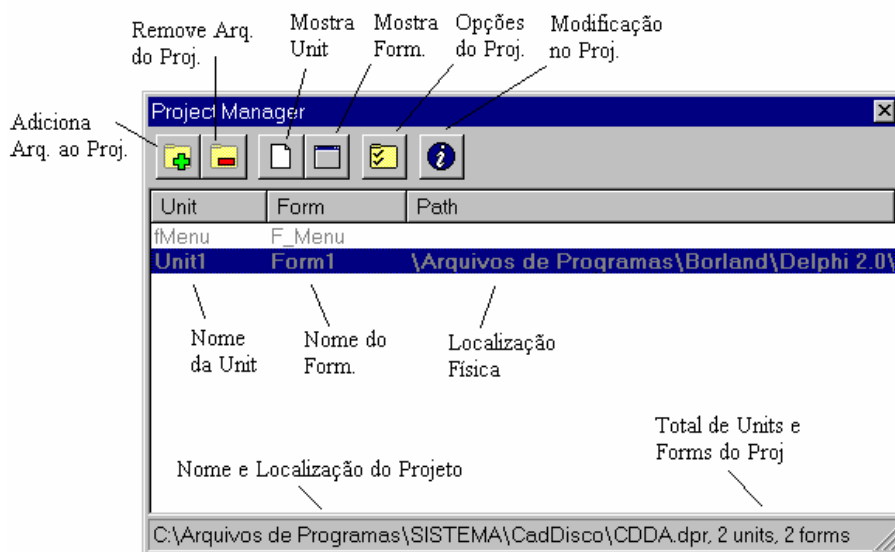 Remove Arq.
do Proj.
Mostra
Unit
Mostra
Form.
Opções
do Proj.
Modificação
no Proj.
Adiciona
Arq. ao Proj.
Project Manager
Unit Form Path
fMenu F_Menu
Unit1 Form1 \Arquivos de Programas\Borland\Delphi 2.0\
Nome
da Unit
Nome do
Form.
Localização
Física
Total de Units e
Forms do Proj
Nome e Localização do Projeto
C:\Arquivos de Programas\SISTEMA\CadDisco\CDDA.dpr, 2 units, 2 forms